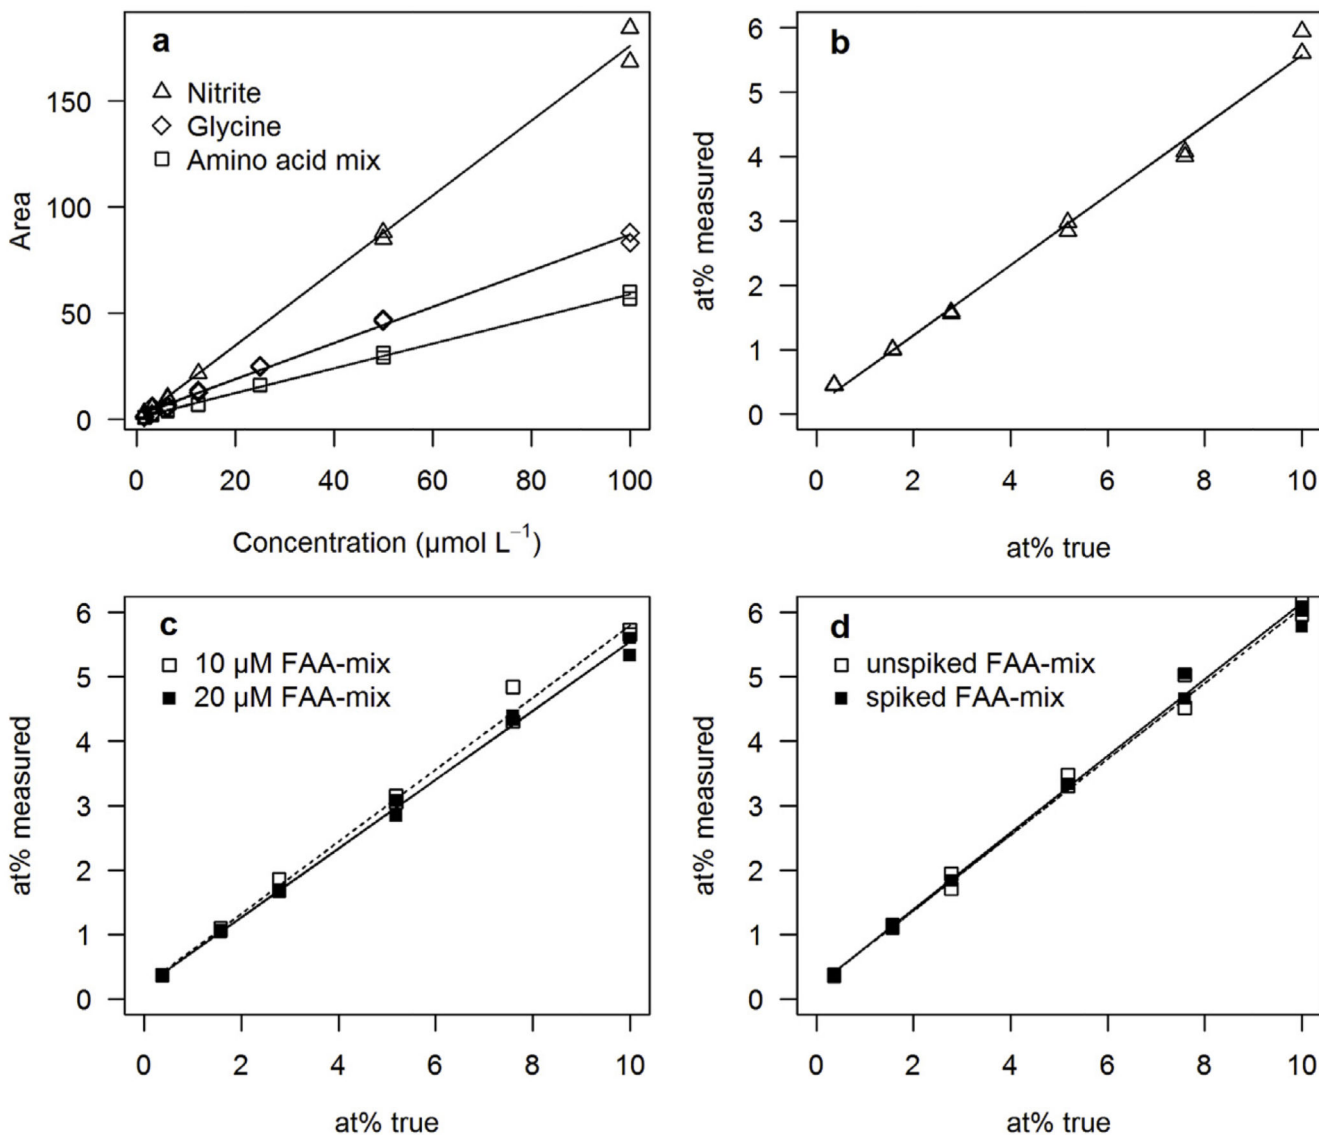 a
Nitrite
Glycine
Amino acid mix
Area
0
50
100
150
0 20 40 60 80 100
Concentration (µmol L⁻¹)
b
at% measured
6
5
4
3
2
1
0
0 2 4 6 8 10
at% true
c
10 µM FAA-mix
20 µM FAA-mix
at% measured
6
5
4
3
2
1
0
0 2 4 6 8 10
at% true
d
unspiked FAA-mix
spiked FAA-mix
at% measured
6
5
4
3
2
1
0
0 2 4 6 8 10
at% true